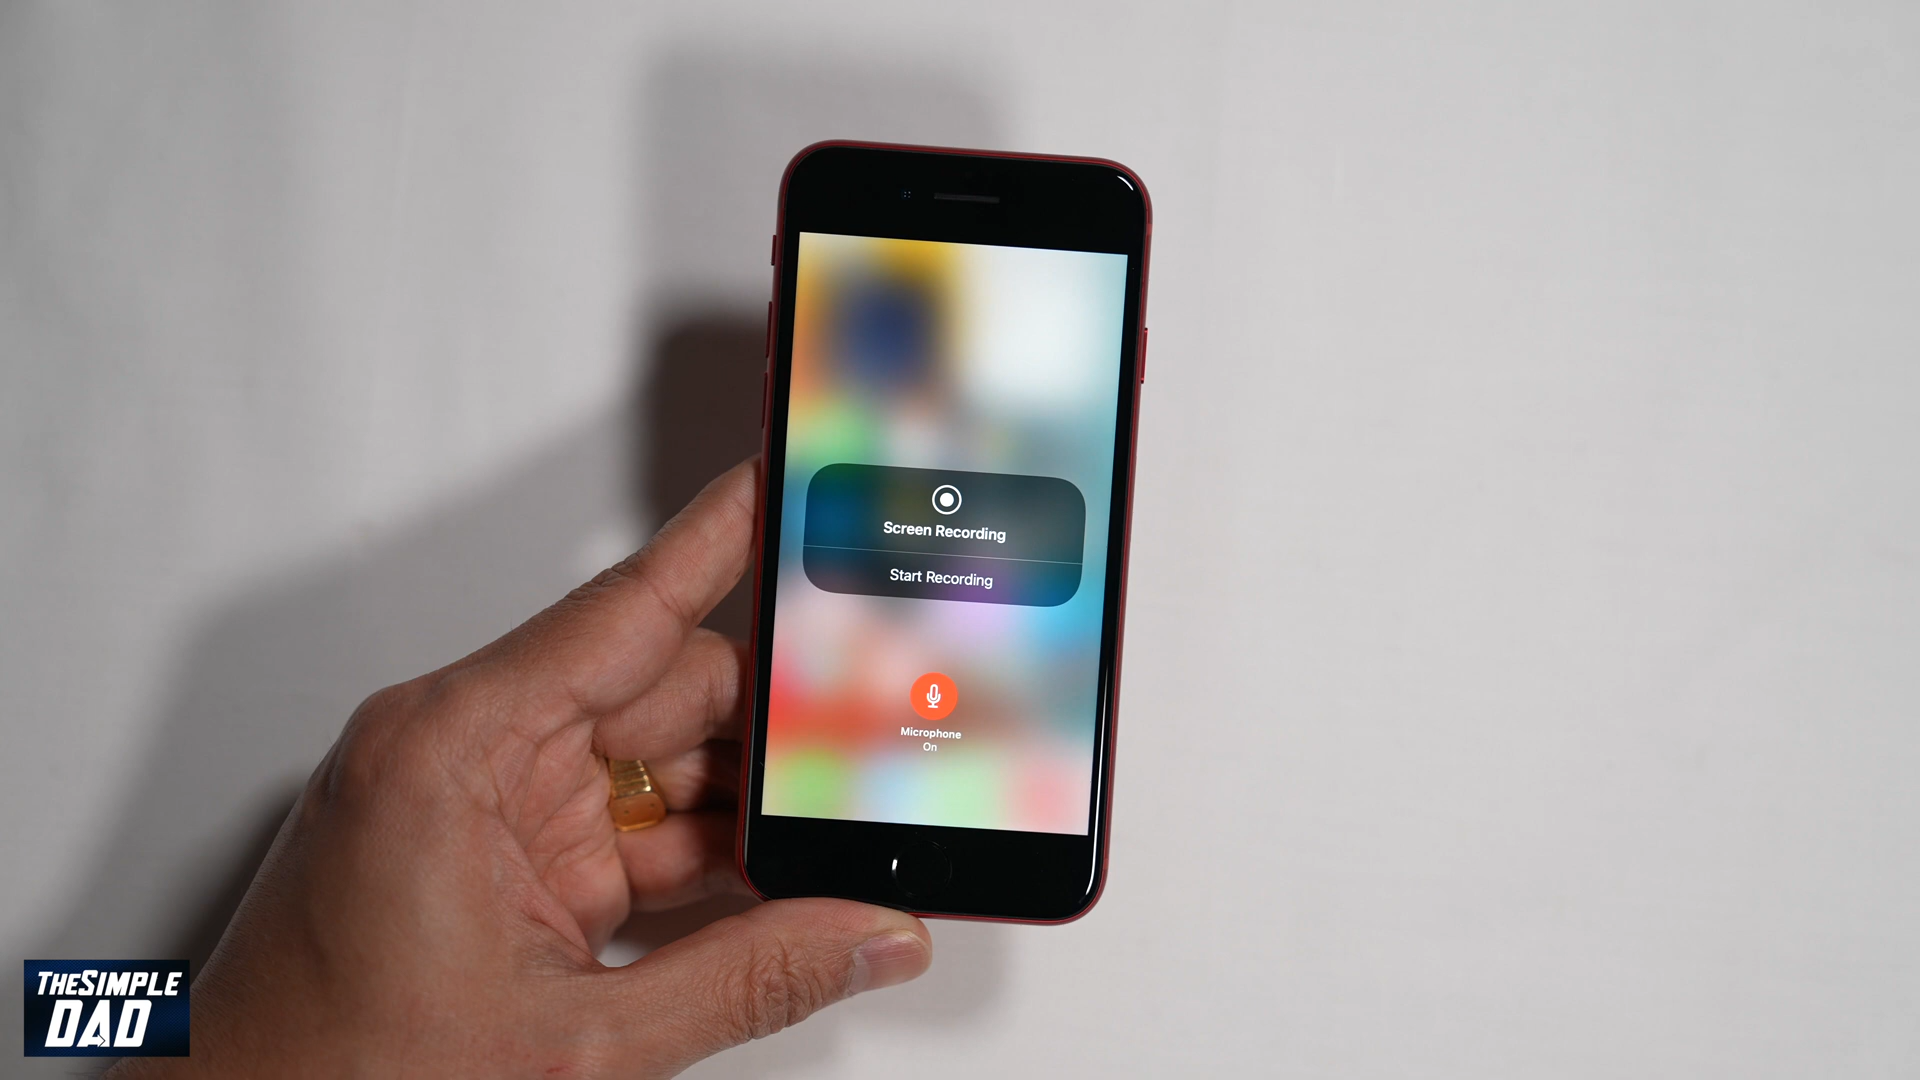 Screen Recording
Start Recording
Microphone
On
THESIMPLE
DAD